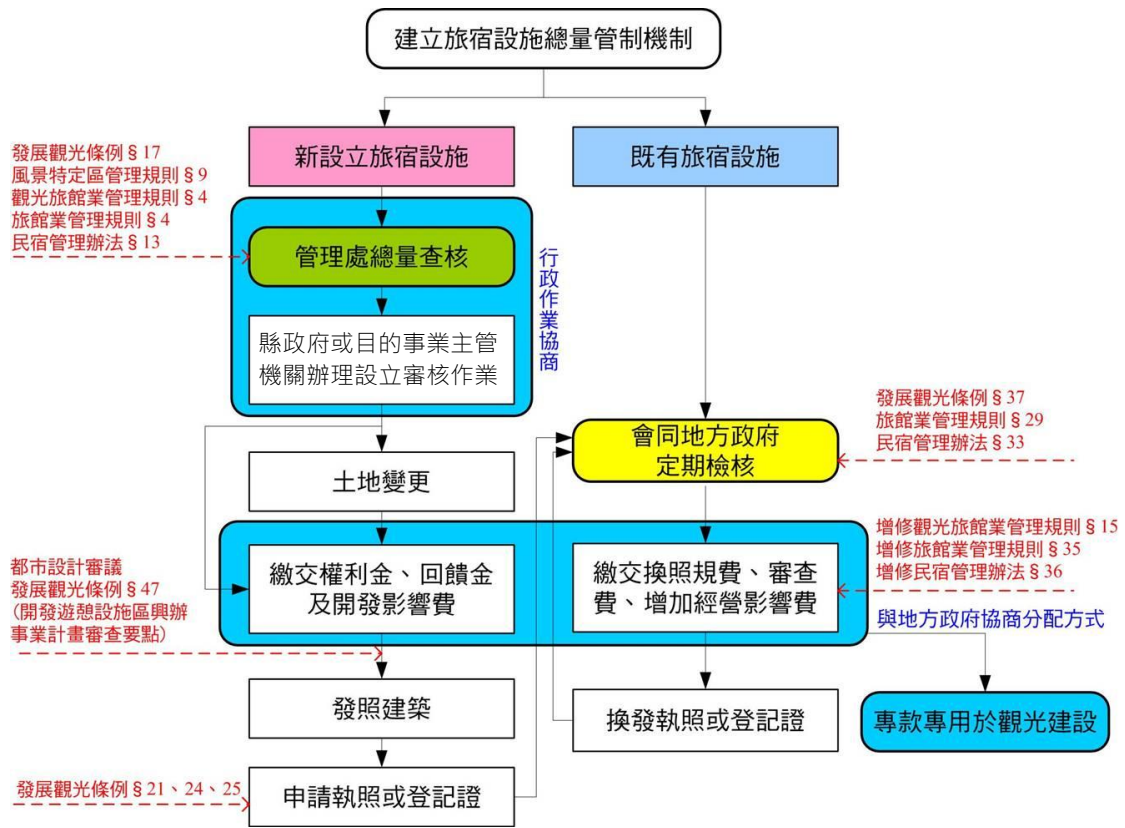 建立旅宿設施總量管制機制
新設立旅宿設施
既有旅宿設施
發展觀光條例§17
風景特定區管理規則§9
觀光旅館業管理規則§4
旅館業管理規則§4
民宿管理辦法§13
管理處總量查核
行政作業協商
縣政府或目的事業主管
機關辦理設立審核作業
發展觀光條例§37
旅館業管理規則§29
民宿管理辦法§33
會同地方政府
定期檢核
土地變更
增修觀光旅館業管理規則§15
增修旅館業管理規則§35
增修民宿管理辦法§36
都市設計審議
發展觀光條例§47
(開發遊憩設施區興辦
事業計畫審查要點)
繳交權利金、回饋金
及開發影響費
繳交換照規費、審查
費、增加經營影響費
與地方政府協商分配方式
發照建築
換發執照或登記證
專款專用於觀光建設
發展觀光條例§21、24、25
申請執照或登記證